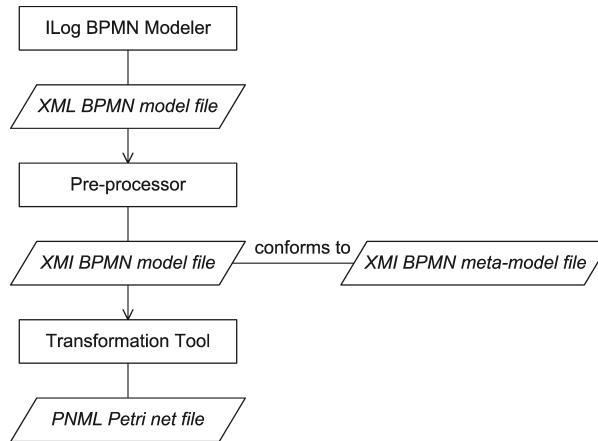 ILog BPMN Modeler
XML BPMN model file
Pre-processor
XMI BPMN model file
conforms to
XMI BPMN meta-model file
Transformation Tool
PNML Petri net file